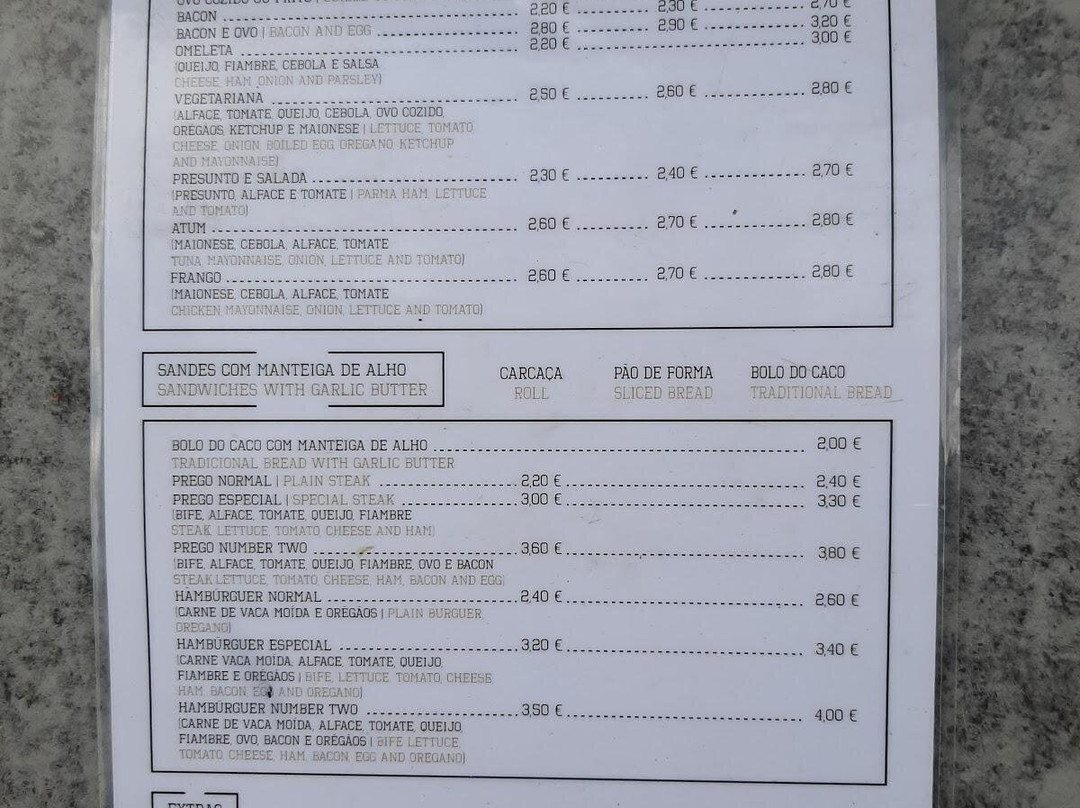 OVO COZIDO OU FRITO |
2,20 € 2,30 € 2,70 €
BACON
BACON E OVO | BACON AND EGG 2,80 € 2,90 € 3,20 €
OMELETA 2,20 € 3,00 €
(QUEIJO, FIAMBRE, CEBOLA E SALSA
CHEESE, HAM, ONION AND PARSLEY)
VEGETARIANA 2,50 € 2,60 € 2,80 €
(ALFACE, TOMATE, QUEIJO, CEBOLA, OVO COZIDO,
ORÉGÃOS, KETCHUP E MAIONESE | LETTUCE, TOMATO
CHEESE, ONION BOILED EGG OREGANO KETCHUP
AND MAYONNAISE)
PRESUNTO E SALADA 2,30 € 2,40 € 2,70 €
(PRESUNTO, ALFACE E TOMATE | PARMA HAM, LETTUCE
AND TOMATO)
ATUM 2,60 € 2,70 € 2,80 €
(MAIONESE, CEBOLA, ALFACE, TOMATE
TUNA, MAYONNAISE, ONION, LETTUCE AND TOMATO)
FRANGO 2,60 € 2,70 € 2,80 €
(MAIONESE, CEBOLA, ALFACE, TOMATE
CHICKEN MAYONNAISE, ONION, LETTUCE AND TOMATO)
SANDES COM MANTEIGA DE ALHO CARCAÇA PÃO DE FORMA BOLO DO CACO
SANDWICHES WITH GARLIC BUTTER ROLL SLICED BREAD TRADITIONAL BREAD
BOLO DO CACO COM MANTEIGA DE ALHO 2,00 €
TRADICIONAL BREAD WITH GARLIC BUTTER
PREGO NORMAL | PLAIN STEAK 2,20 € 2,40 €
PREGO ESPECIAL | SPECIAL STEAK 3,00 € 3,30 €
(BIFE, ALFACE, TOMATE, QUEIJO, FIAMBRE
STEAK, LETTUCE, TOMATO, CHEESE AND HAM)
PREGO NUMBER TWO 3,60 € 3,80 €
(BIFE, ALFACE, TOMATE, QUEIJO, FIAMBRE, OVO E BACON
STEAK LETTUCE, TOMATO, CHEESE, HAM, BACON AND EGG)
HAMBÚRGUER NORMAL 2,40 € 2,60 €
(CARNE DE VACA MOÍDA E ORÉGÃOS | PLAIN BURGUER,
OREGANO)
HAMBÚRGUER ESPECIAL 3,20 € 3,40 €
(CARNE VACA MOÍDA, ALFACE, TOMATE, QUEIJO,
FIAMBRE E ORÉGÃOS | BIFE, LETTUCE, TOMATO, CHEESE,
HAM, BACON, EGG AND OREGANO)
HAMBÚRGUER NUMBER TWO 3,50 € 4,00 €
(CARNE DE VACA MOÍDA, ALFACE, TOMATE, QUEIJO,
FIAMBRE, OVO, BACON E ORÉGÃOS | BIFE LETTUCE
TOMATO, CHEESE, HAM, BACON, EGG AND OREGANO)
EXTRAS